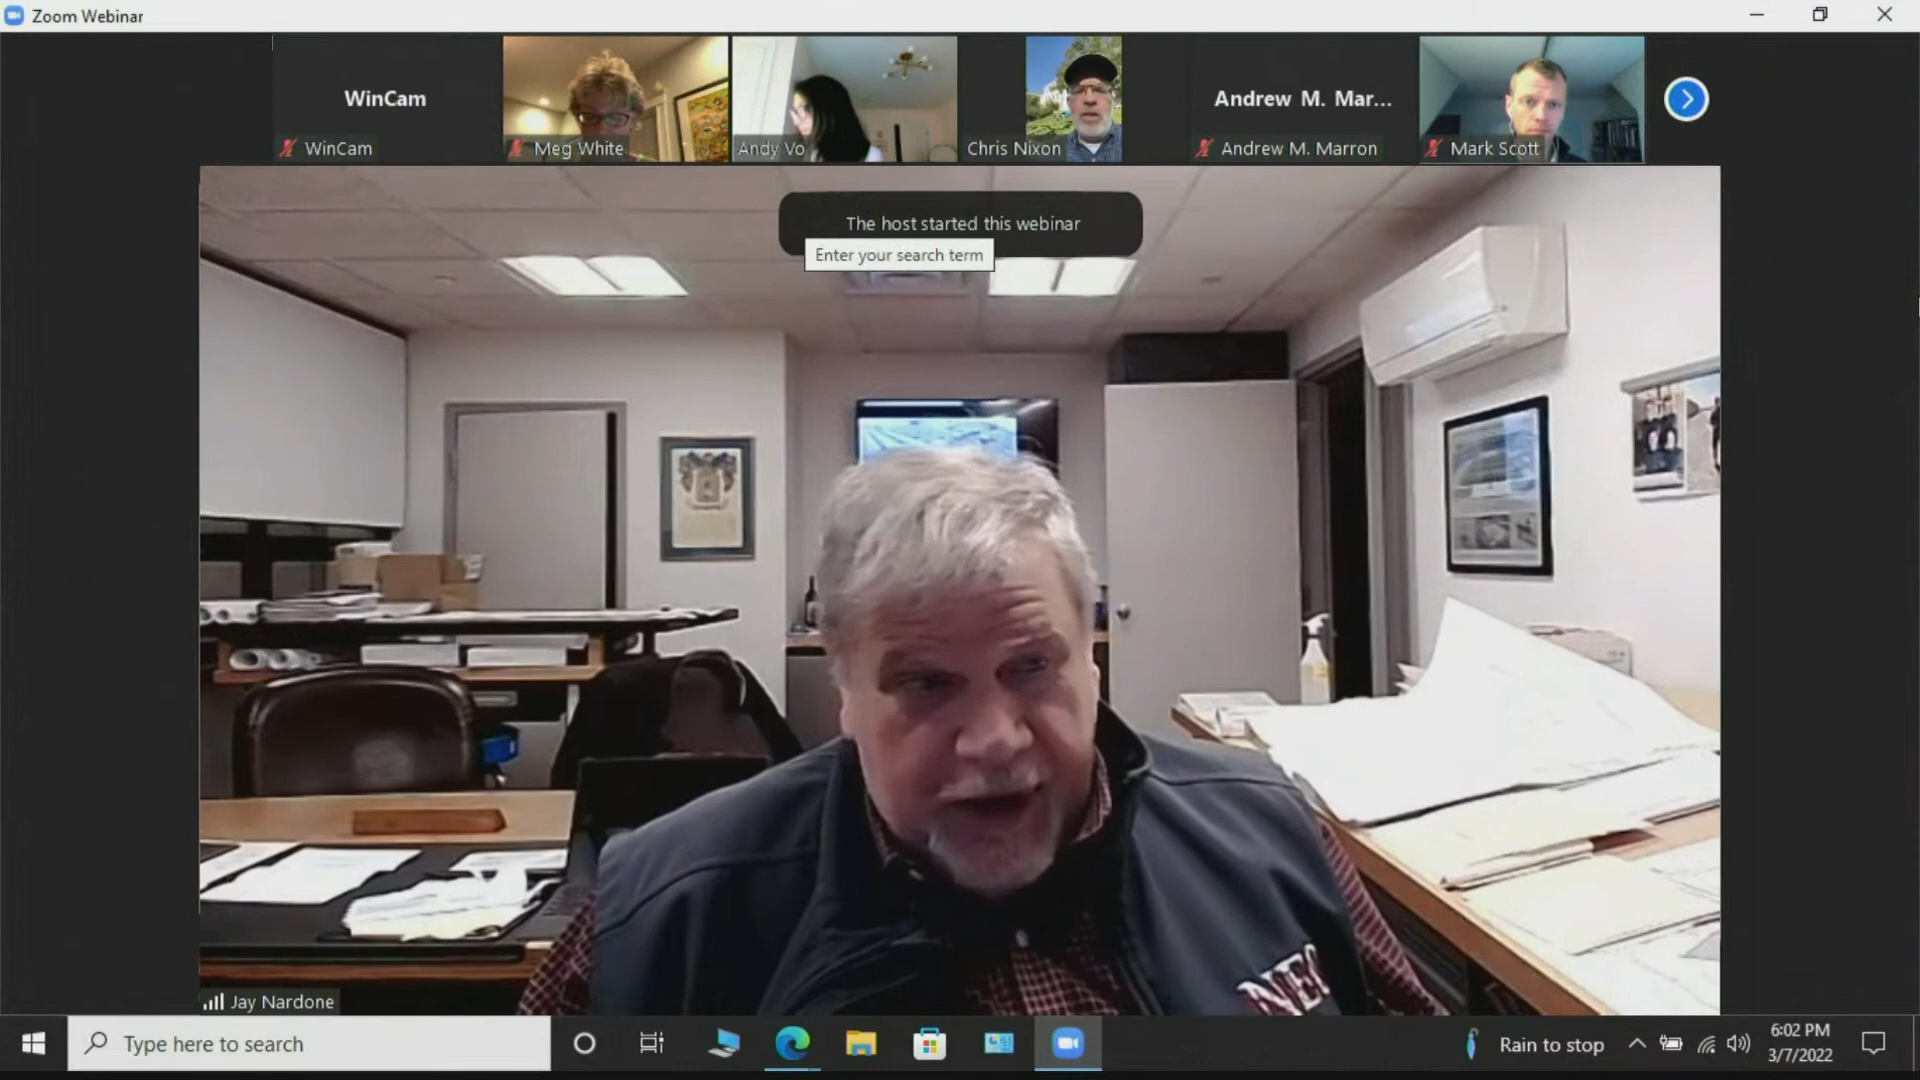 Zoom Webinar
WinCam
Andrew M. Mar...
WinCam
Meg White
Andy Vo
Chris Nixon
Andrew M. Marron
Mark Scott
The host started this webinar
Enter your search term
Jay Nardone
Type here to search
Rain to stop
6:02 PM
3/7/2022